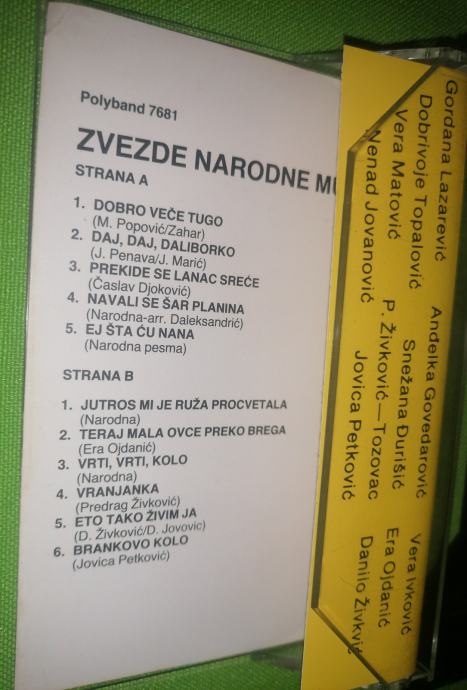 Polyband 7681
ZVEZDE NARODNE
STRANA A
1. DOBRO VEČE TUGO
(M. Popović/Zahar)
2. DAJ, DAJ, DALIBORKO
(J. Penava/J. Marić)
3. PREKIDE SE LANAC SREĆE
(Časlav Djoković)
4. NAVALI SE ŠAR PLANINA
(Narodna-arr. Daleksandrić)
5. EJ ŠTA ĆU NANA
(Narodna pesma)
STRANA B
1. JUTROS MI JE RUŽA PROCVETALA
(Narodna)
2. TERAJ MALA OVCE PREKO BREGA
(Era Ojdanić)
3. VRTI, VRTI, KOLO
(Narodna)
4. VRANJANKA
(Predrag Živković)
5. ETO TAKO ŽIVIM JA
(D. Živković/D. Jovovic)
6. BRANKOVO KOLO
(Jovica Petković)
Gordana Lazarević
Dobrivoje Topalović
Vera Matović
Nenad Jovanović
Anđelka Govedarović
Snežana Đurišić
P. Živković—Tozovac
Jovica Petković
Vera Ivković
Era Ojdanić
Danilo Živkvić